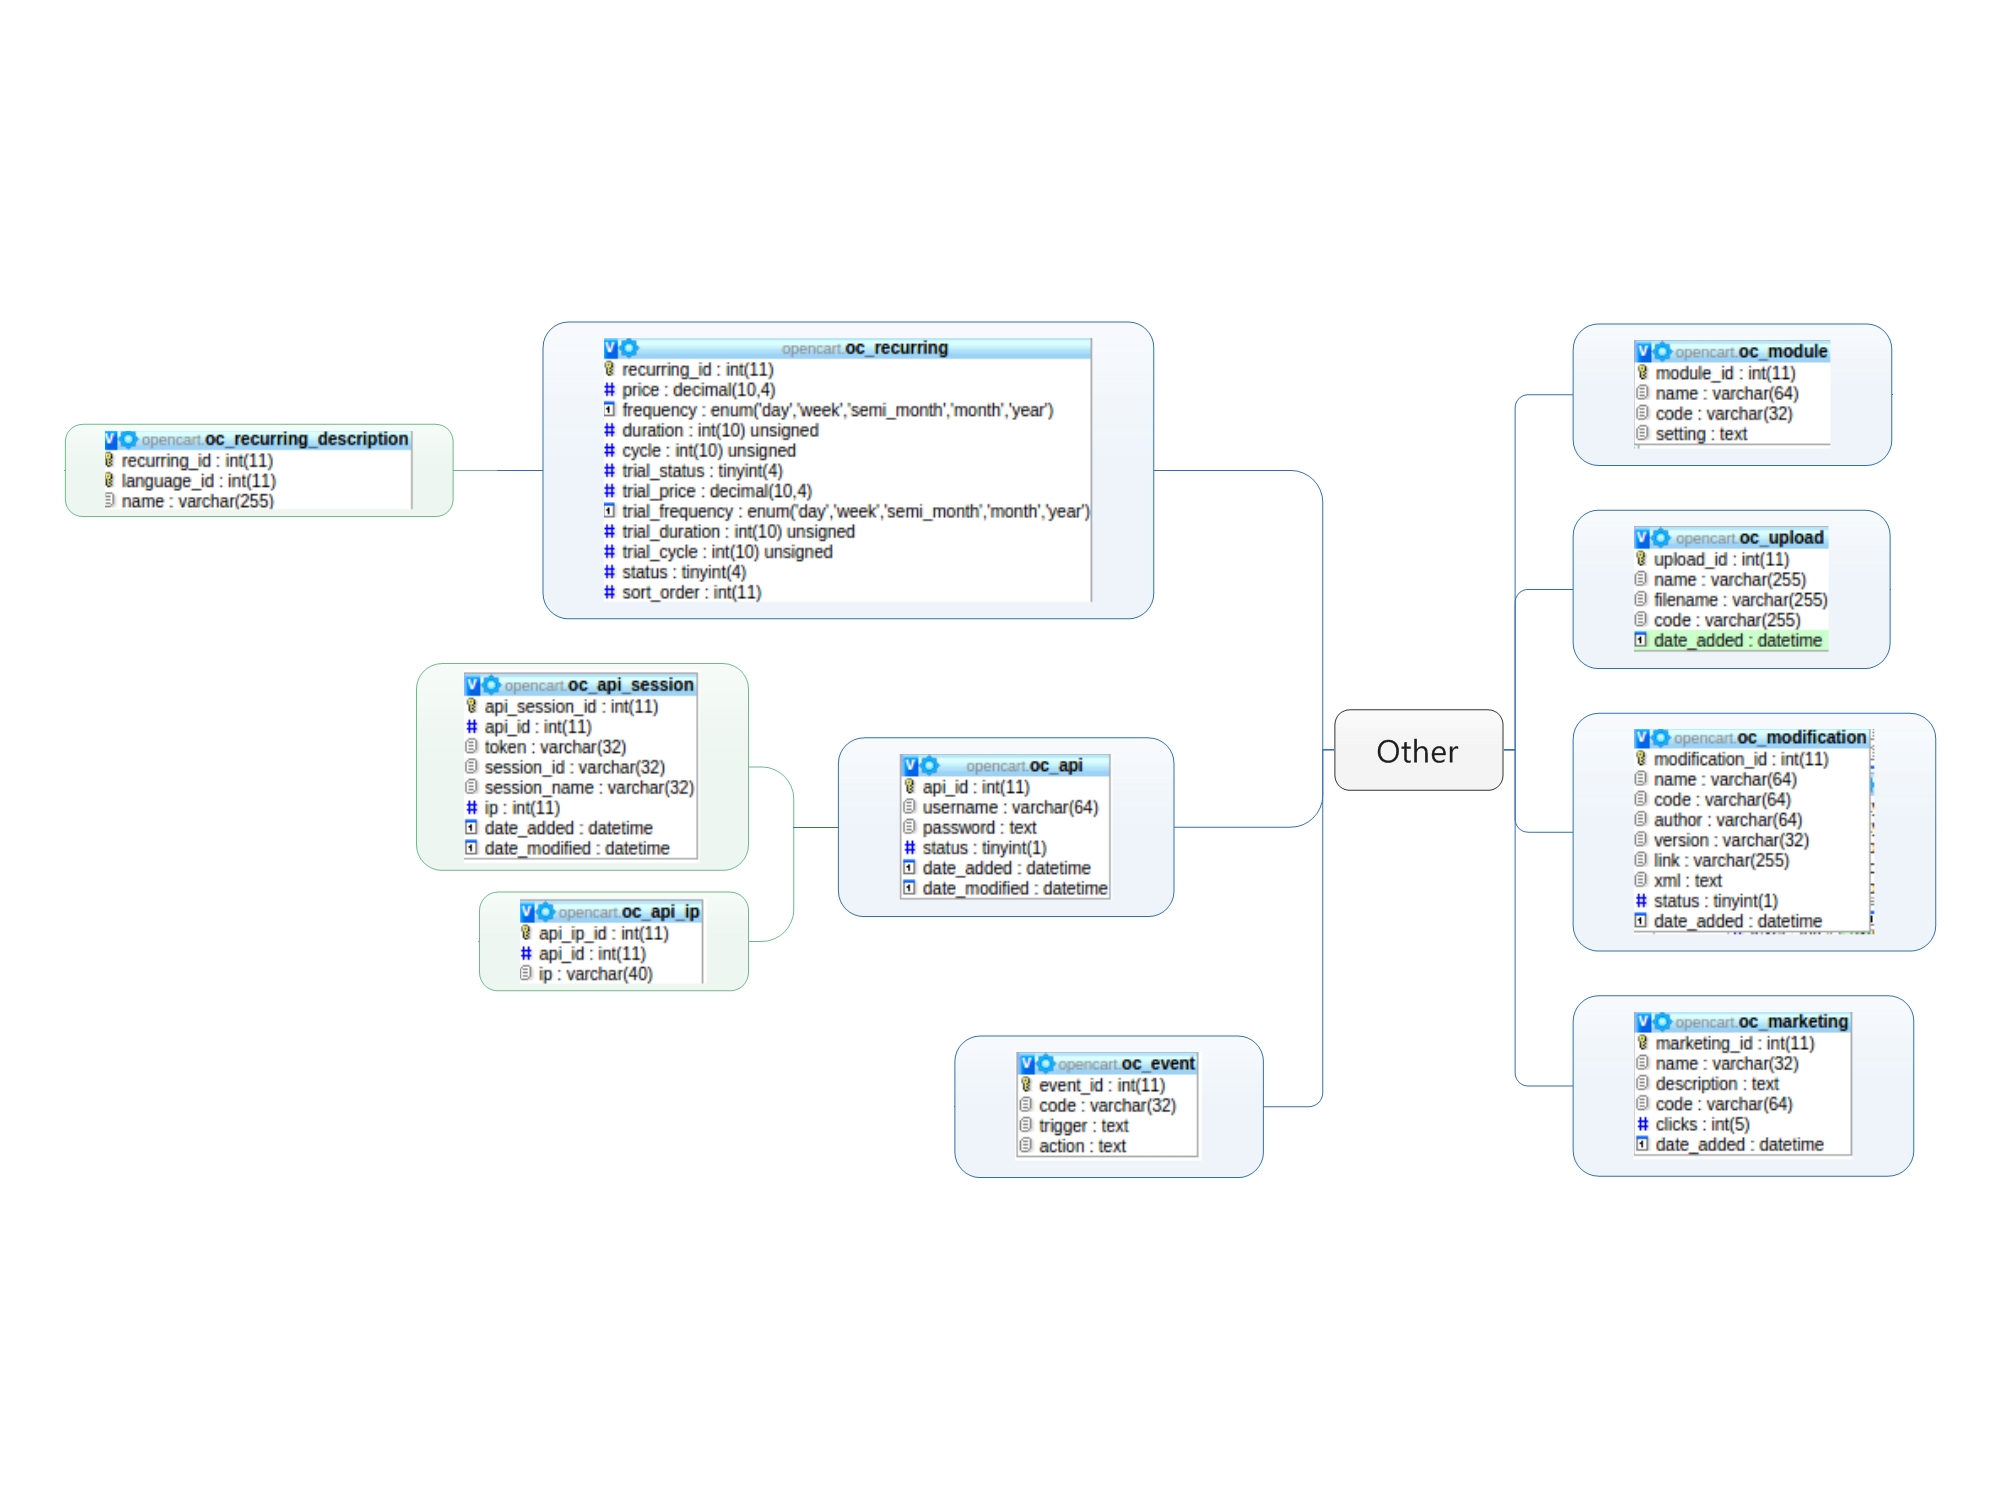 opencart.oc_recurring_description
recurring_id : int(11)
language_id : int(11)
name : varchar(255)
opencart.oc_recurring
recurring_id : int(11)
price : decimal(10,4)
frequency : enum('day','week','semi_month','month','year')
duration : int(10) unsigned
cycle : int(10) unsigned
trial_status : tinyint(4)
trial_price : decimal(10,4)
trial_frequency : enum('day','week','semi_month','month','year')
trial_duration : int(10) unsigned
trial_cycle : int(10) unsigned
status : tinyint(4)
sort_order : int(11)
opencart.oc_api_session
api_session_id : int(11)
api_id : int(11)
token : varchar(32)
session_id : varchar(32)
session_name : varchar(32)
ip : int(11)
date_added : datetime
date_modified : datetime
opencart.oc_api_ip
api_ip_id : int(11)
api_id : int(11)
ip : varchar(40)
opencart.oc_api
api_id : int(11)
username : varchar(64)
password : text
status : tinyint(1)
date_added : datetime
date_modified : datetime
opencart.oc_event
event_id : int(11)
code : varchar(32)
trigger : text
action : text
Other
opencart.oc_module
module_id : int(11)
name : varchar(64)
code : varchar(32)
setting : text
opencart.oc_upload
upload_id : int(11)
name : varchar(255)
filename : varchar(255)
code : varchar(255)
date_added : datetime
opencart.oc_modification
modification_id : int(11)
name : varchar(64)
code : varchar(64)
author : varchar(64)
version : varchar(32)
link : varchar(255)
xml : text
status : tinyint(1)
date_added : datetime
opencart.oc_marketing
marketing_id : int(11)
name : varchar(32)
description : text
code : varchar(64)
clicks : int(5)
date_added : datetime